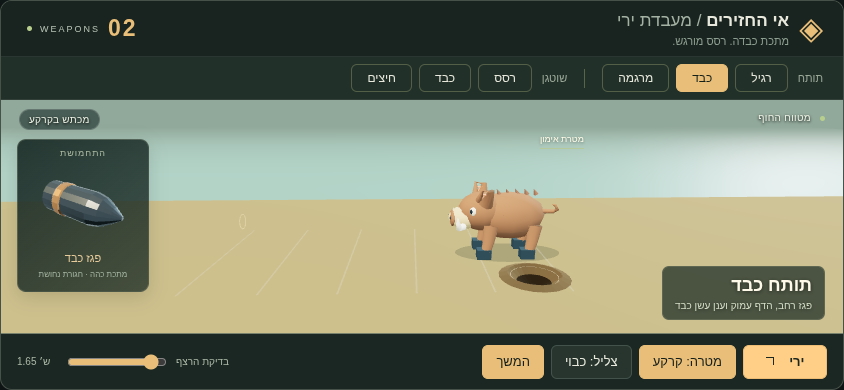 אי החזירים / מעבדת ירי
מתכת כבדה. רסס מורגש.
WEAPONS 02
תותח רגיל כבד מרגמה שוטגן רסס כבד חיצים
מטווח החוף
מכתש בקרקע
מטרת אימון
התחמושת
פגז כבד
מתכת כהה · חגורת נחושת
תותח כבד
פגז רחב, הדף עמוק וענן עשן כבד
ירי ר מטרה: קרקע צליל: כבוי המשך בדיקת הרצף 1.65 ש׳